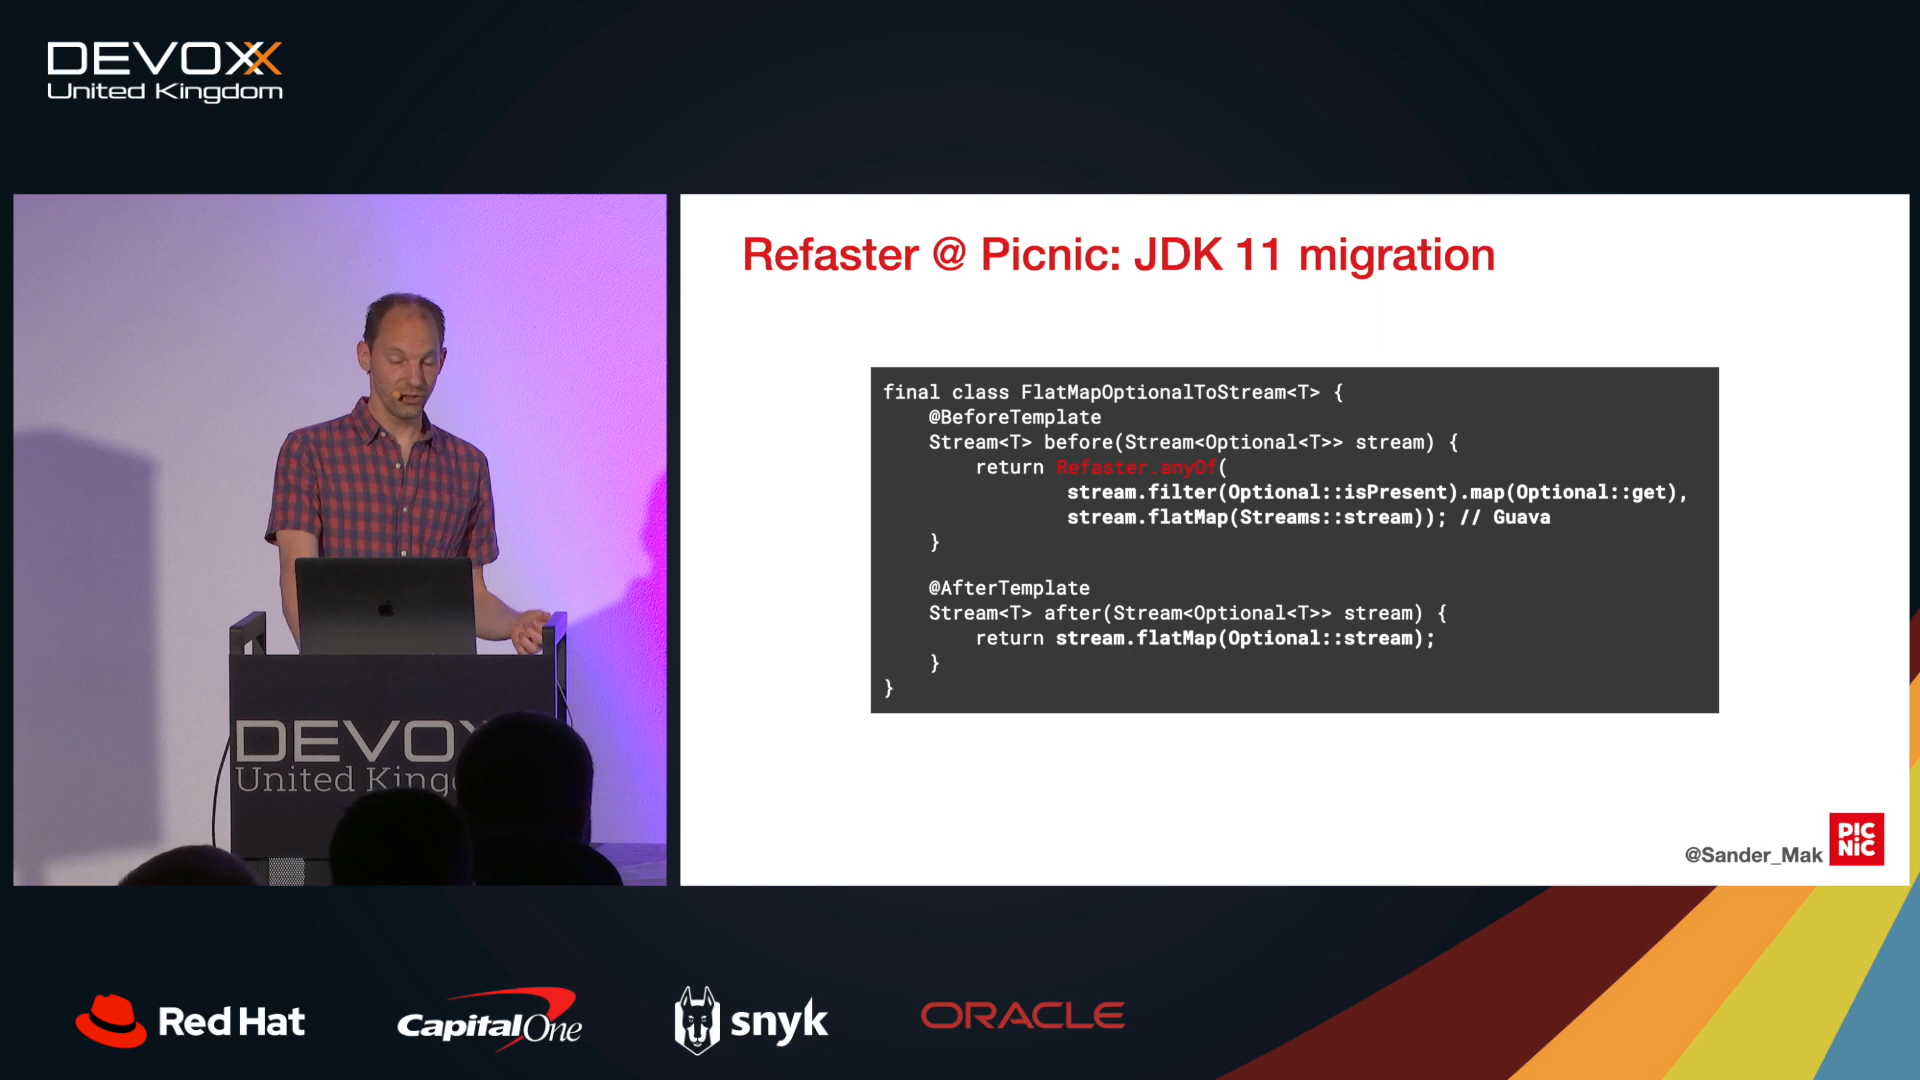 DEVOXX
United Kingdom
Refaster @ Picnic: JDK 11 migration
final class FlatMapOptionalToStream<T> {
    @BeforeTemplate
    Stream<T> before(Stream<Optional<T>> stream) {
        return Refaster.anyOf(
                stream.filter(Optional::isPresent).map(Optional::get),
                stream.flatMap(Streams::stream)); // Guava
    }
    @AfterTemplate
    Stream<T> after(Stream<Optional<T>> stream) {
        return stream.flatMap(Optional::stream);
    }
}
DEVOX
United King
@Sander_Mak
PIC
NIC
Red Hat
Capital One
snyk
ORACLE